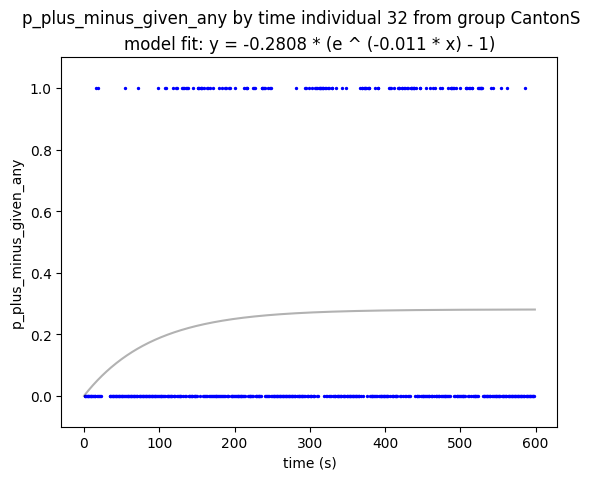 p_plus_minus_given_any by time individual 32 from group CantonS
model fit: y = -0.2808 * (e ^ (-0.011 * x) - 1)
1.0
0.8
0.6
0.4
0.2
0.0
p_plus_minus_given_any
0 100 200 300 400 500 600
time (s)